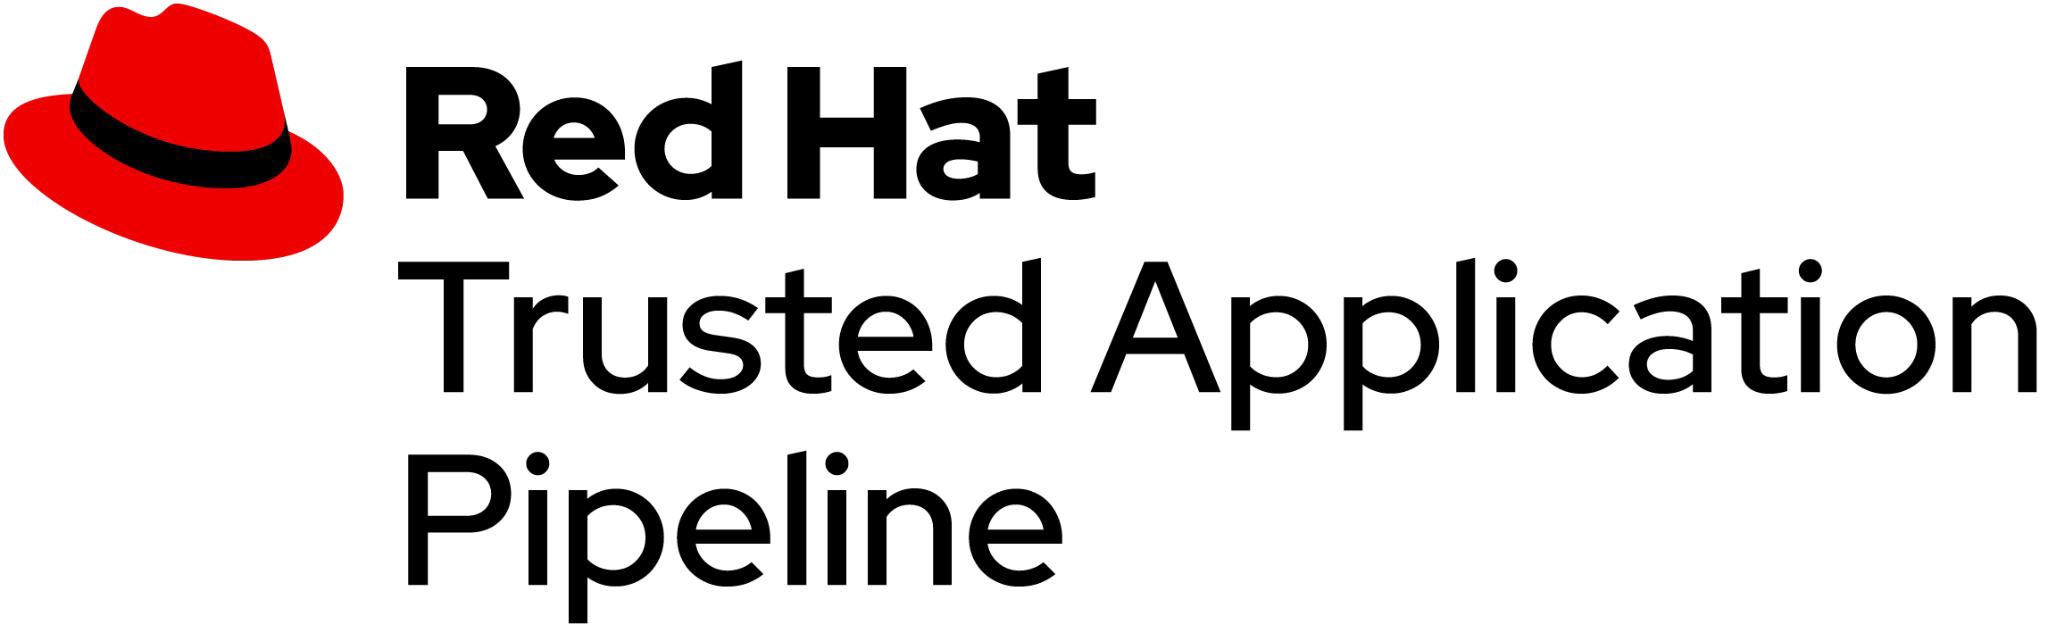 Red Hat
Trusted Application
Pipeline